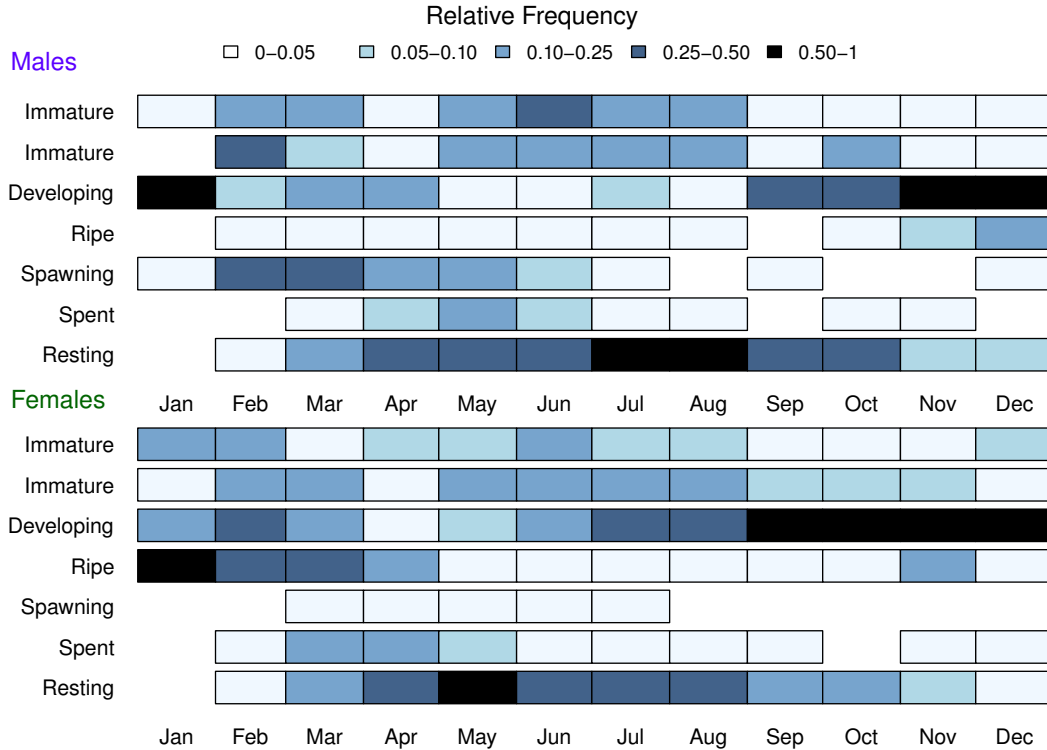 Relative Frequency
0−0.05 0.05−0.10 0.10−0.25 0.25−0.50 0.50−1
Males
Immature
Immature
Developing
Ripe
Spawning
Spent
Resting
Females
Jan Feb Mar Apr May Jun Jul Aug Sep Oct Nov Dec
Immature
Immature
Developing
Ripe
Spawning
Spent
Resting
Jan Feb Mar Apr May Jun Jul Aug Sep Oct Nov Dec